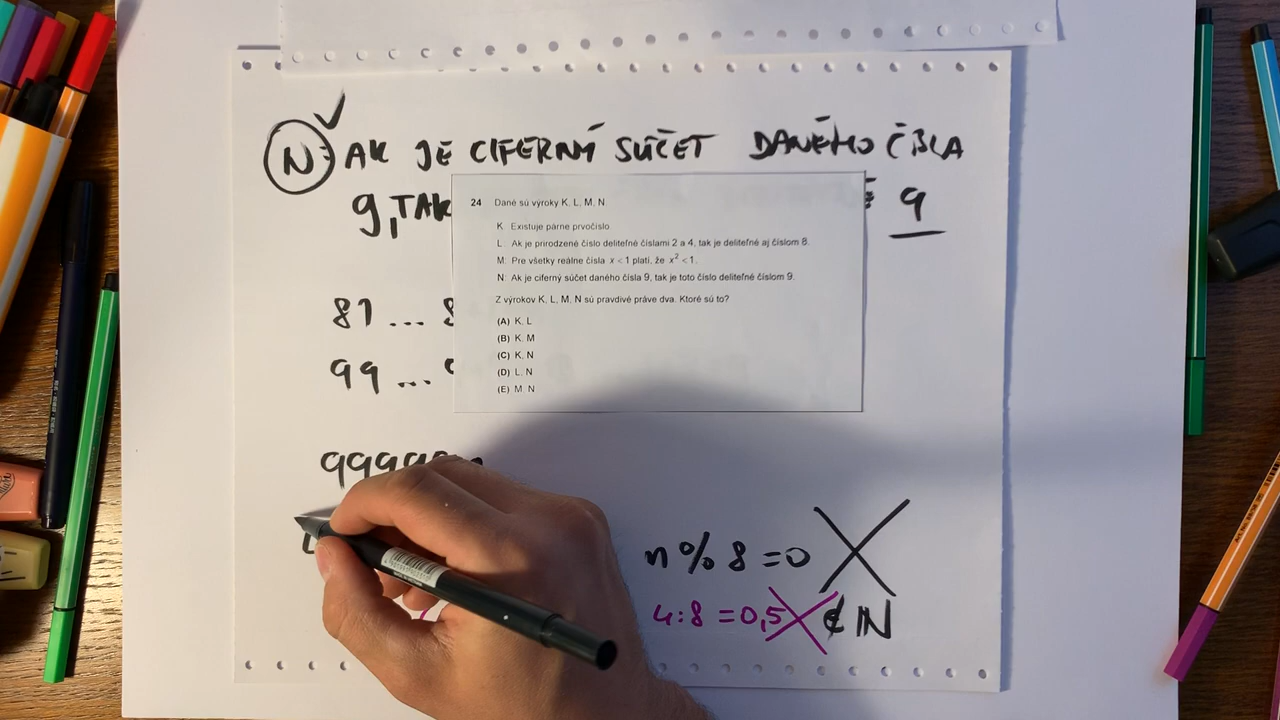 N: AK JE CIFERNÝ SÚČET DANÉHO ČÍSLA
9, TAK 9
24 Dané sú výroky K, L, M, N
K: Existuje párne prvočíslo.
L: Ak je prirodzené číslo deliteľné číslami 2 a 4, tak je deliteľné aj číslom 8.
M: Pre všetky reálne čísla x < 1 platí, že x² < 1.
N: Ak je ciferný súčet daného čísla 9, tak je toto číslo deliteľné číslom 9.
Z výrokov K, L, M, N sú pravdivé práve dva. Ktoré sú to?
(A) K, L
(B) K, M
(C) K, N
(D) L, N
(E) M, N
81 ... 8
99 ...
n % 8 = 0
4:8 = 0,5 ∉ ℕ